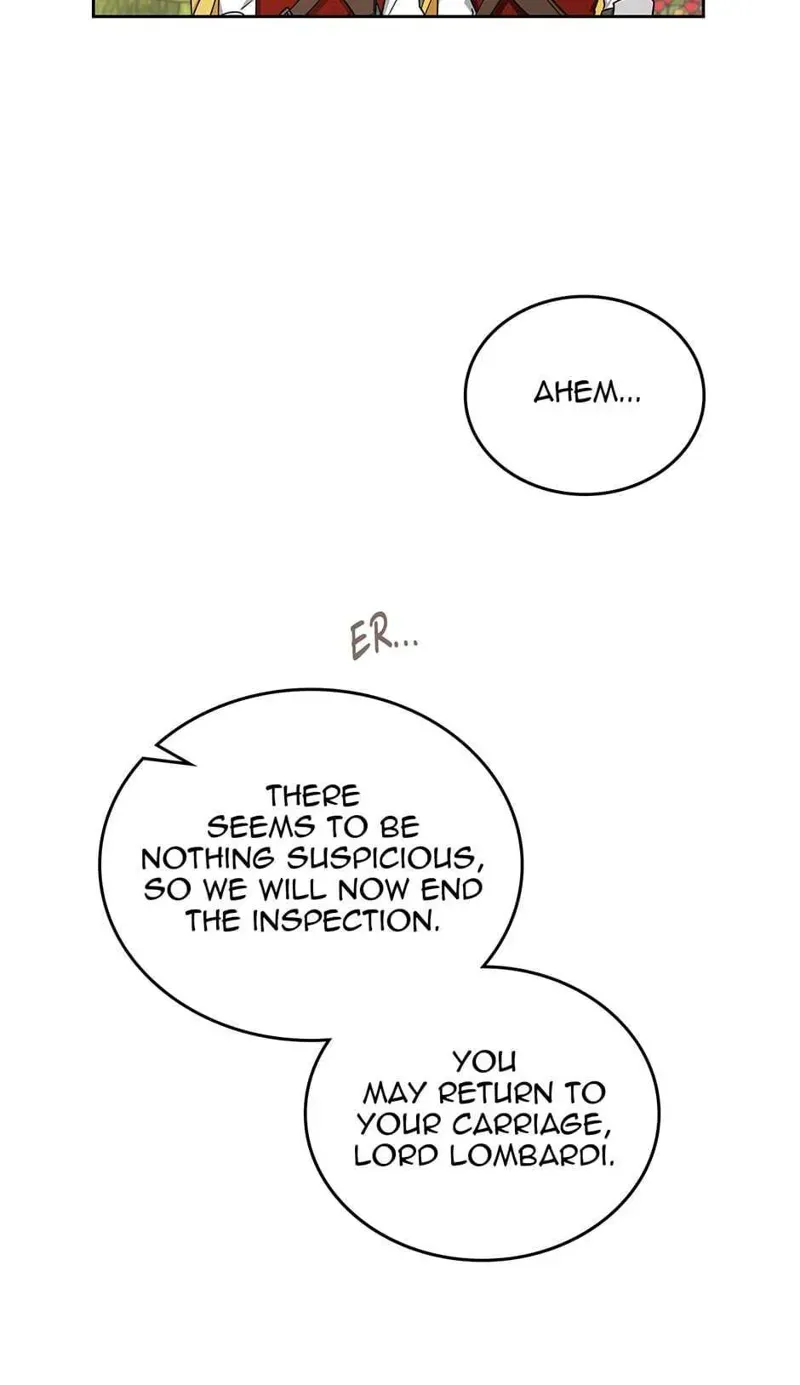 AHEM...
ER...
THERE
SEEMS TO BE
NOTHING SUSPICIOUS,
SO WE WILL NOW END
THE INSPECTION.
YOU
MAY RETURN TO
YOUR CARRIAGE,
LORD LOMBARDI.